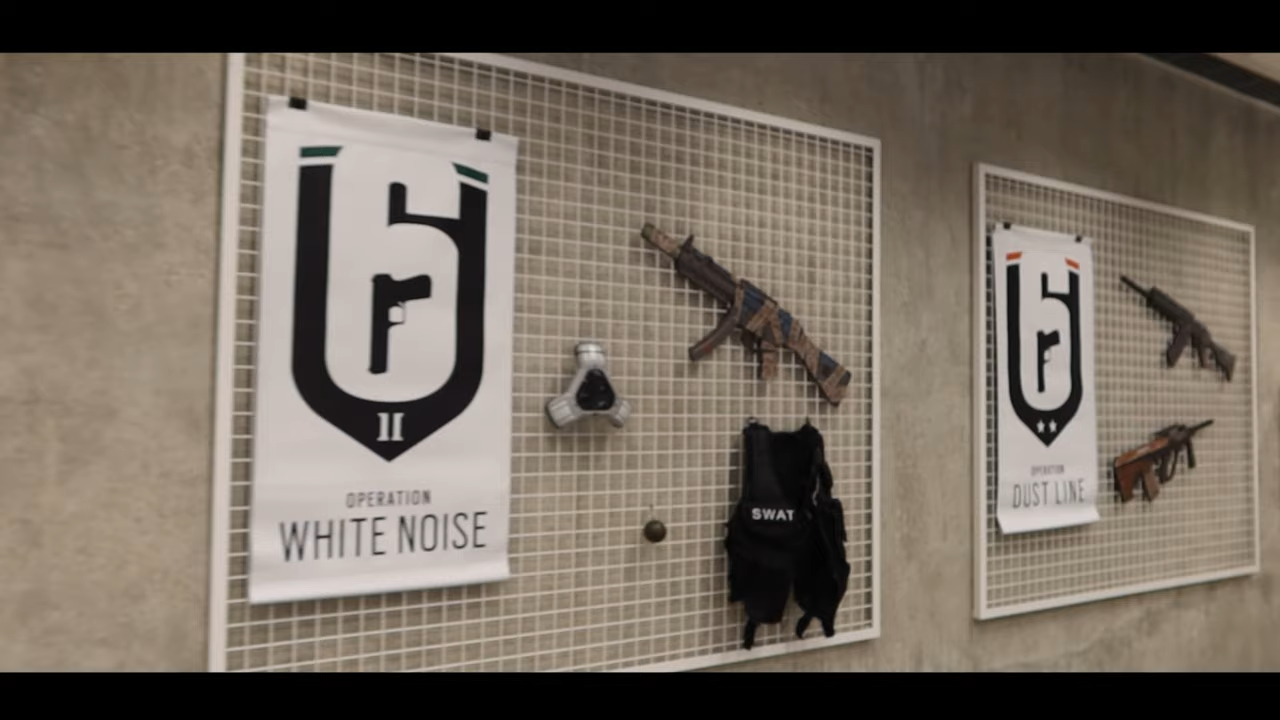 II
OPERATION
WHITE NOISE
SWAT
OPERATION
DUST LINE